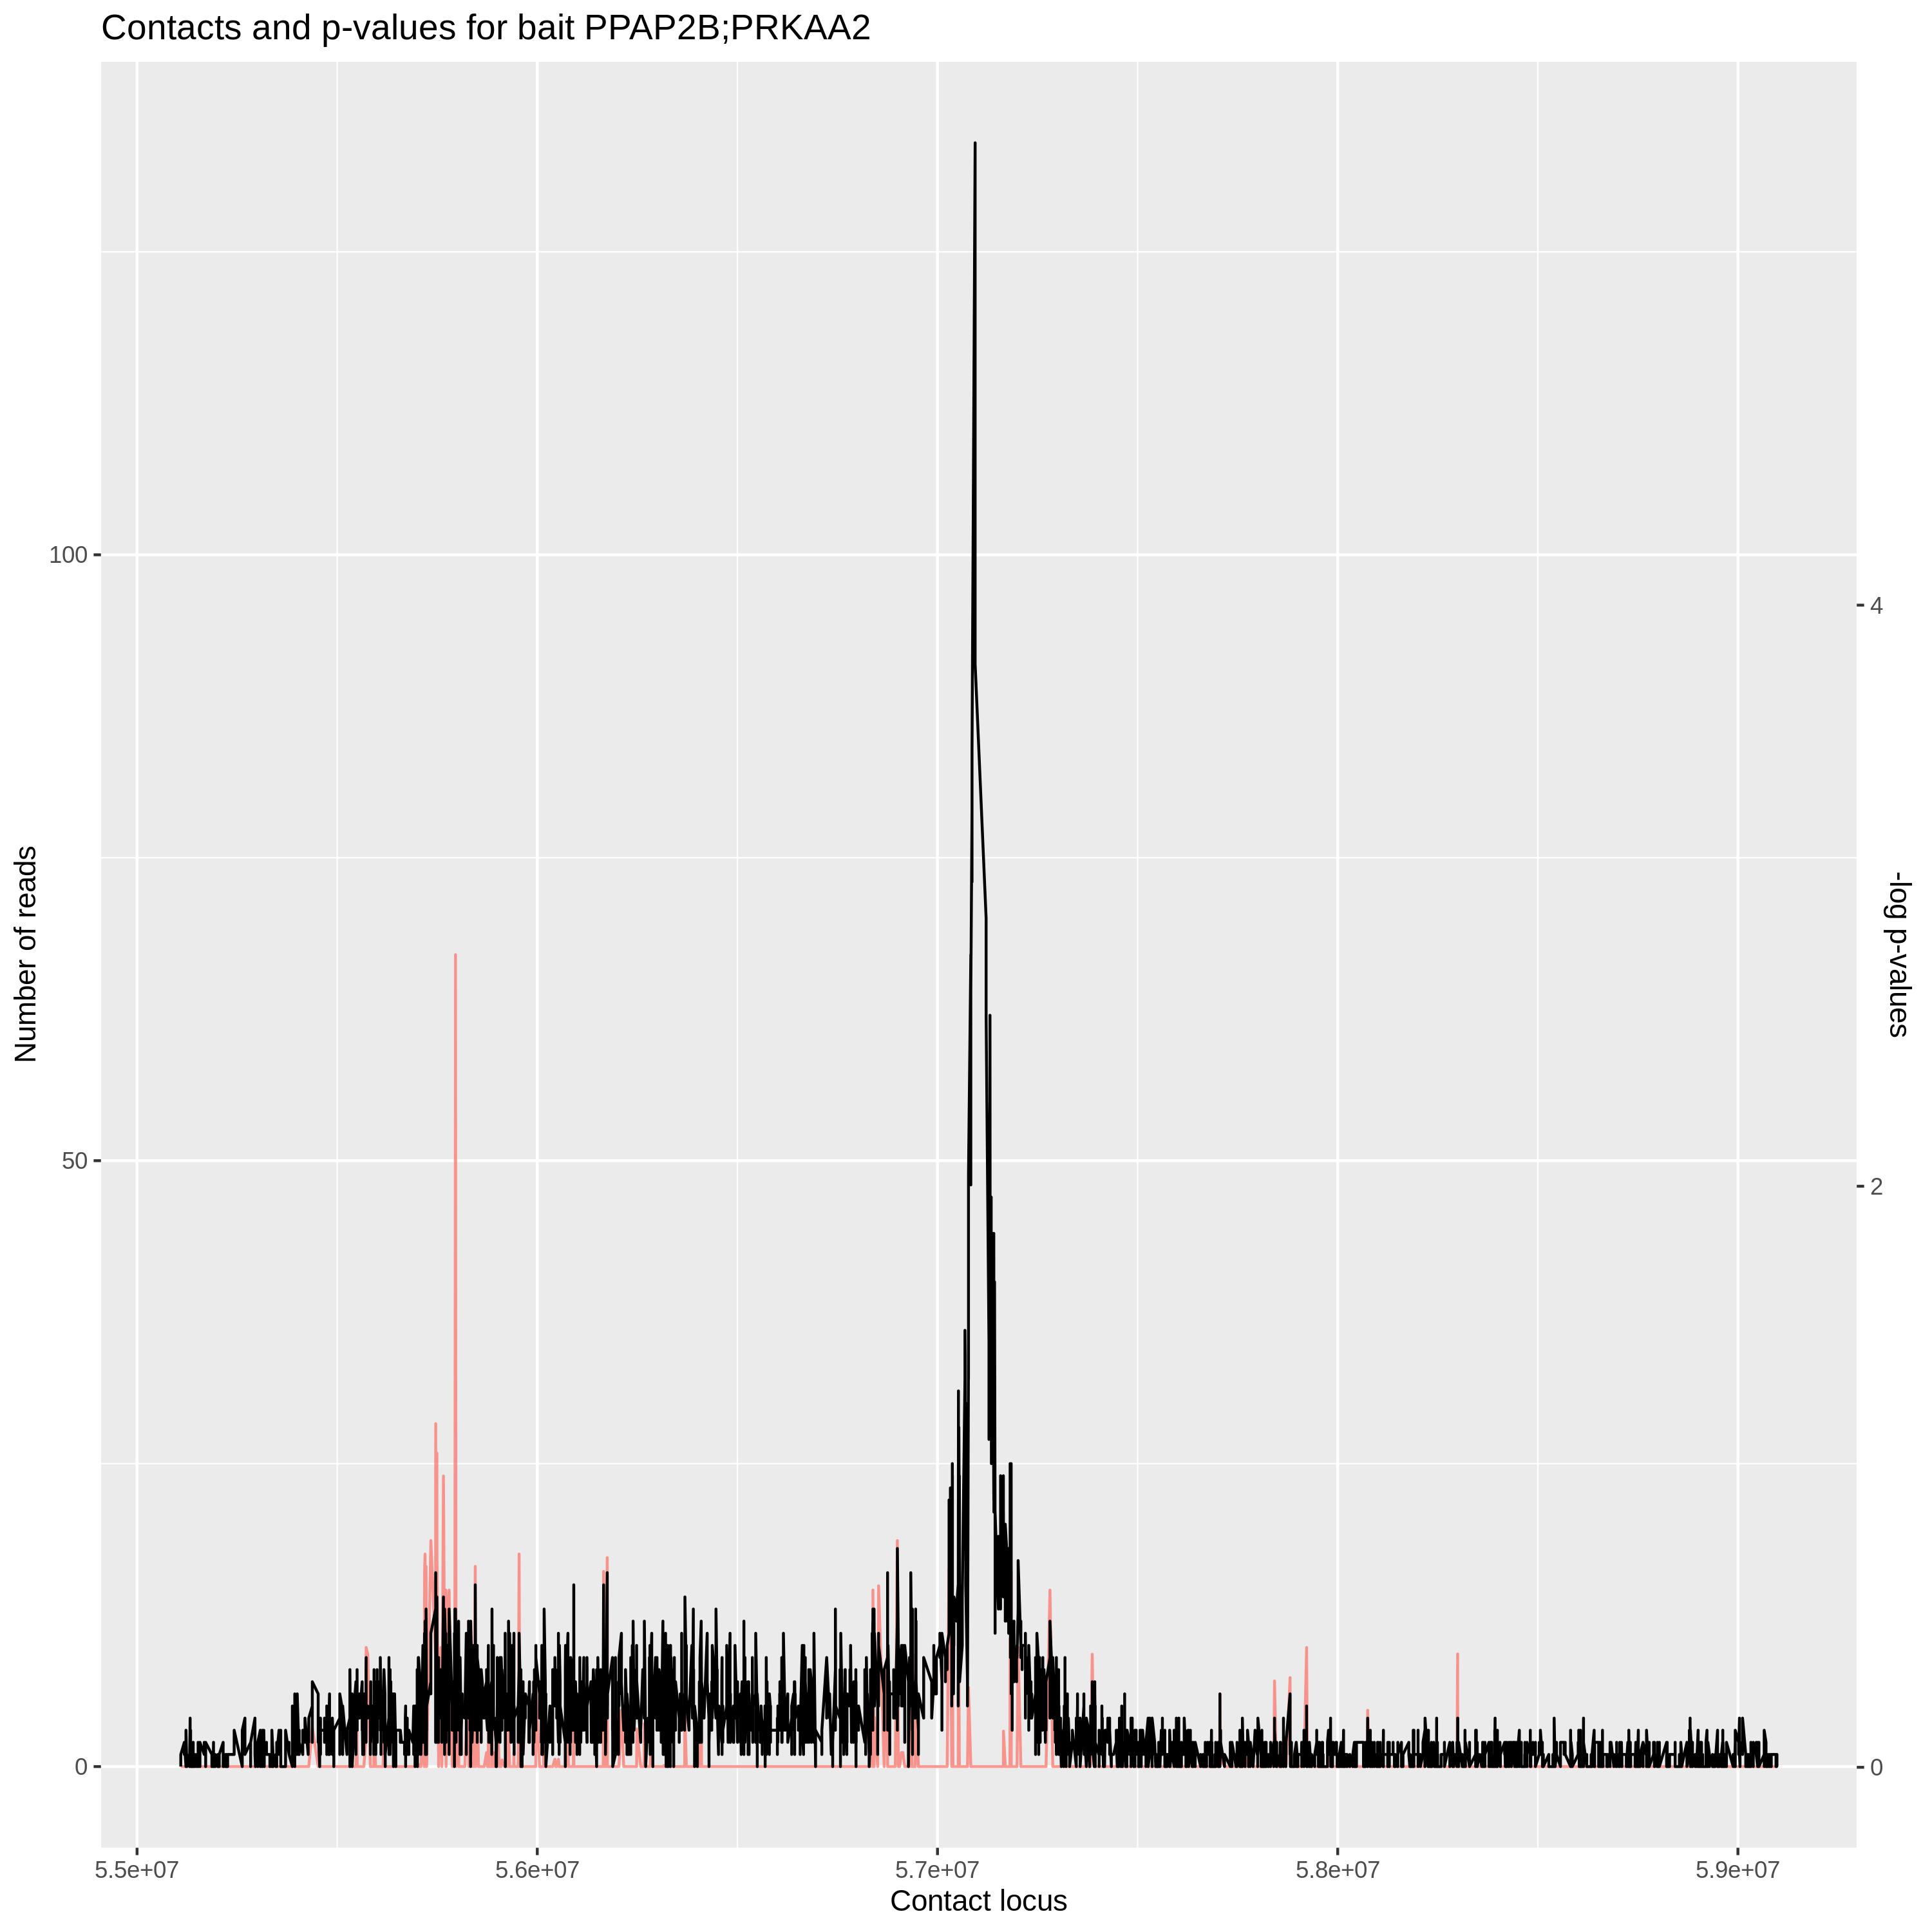 Contacts and p-values for bait PPAP2B;PRKAA2
Number of reads
100
50
0
4
2
0
-log p-values
5.5e+07
5.6e+07
5.7e+07
5.8e+07
5.9e+07
Contact locus